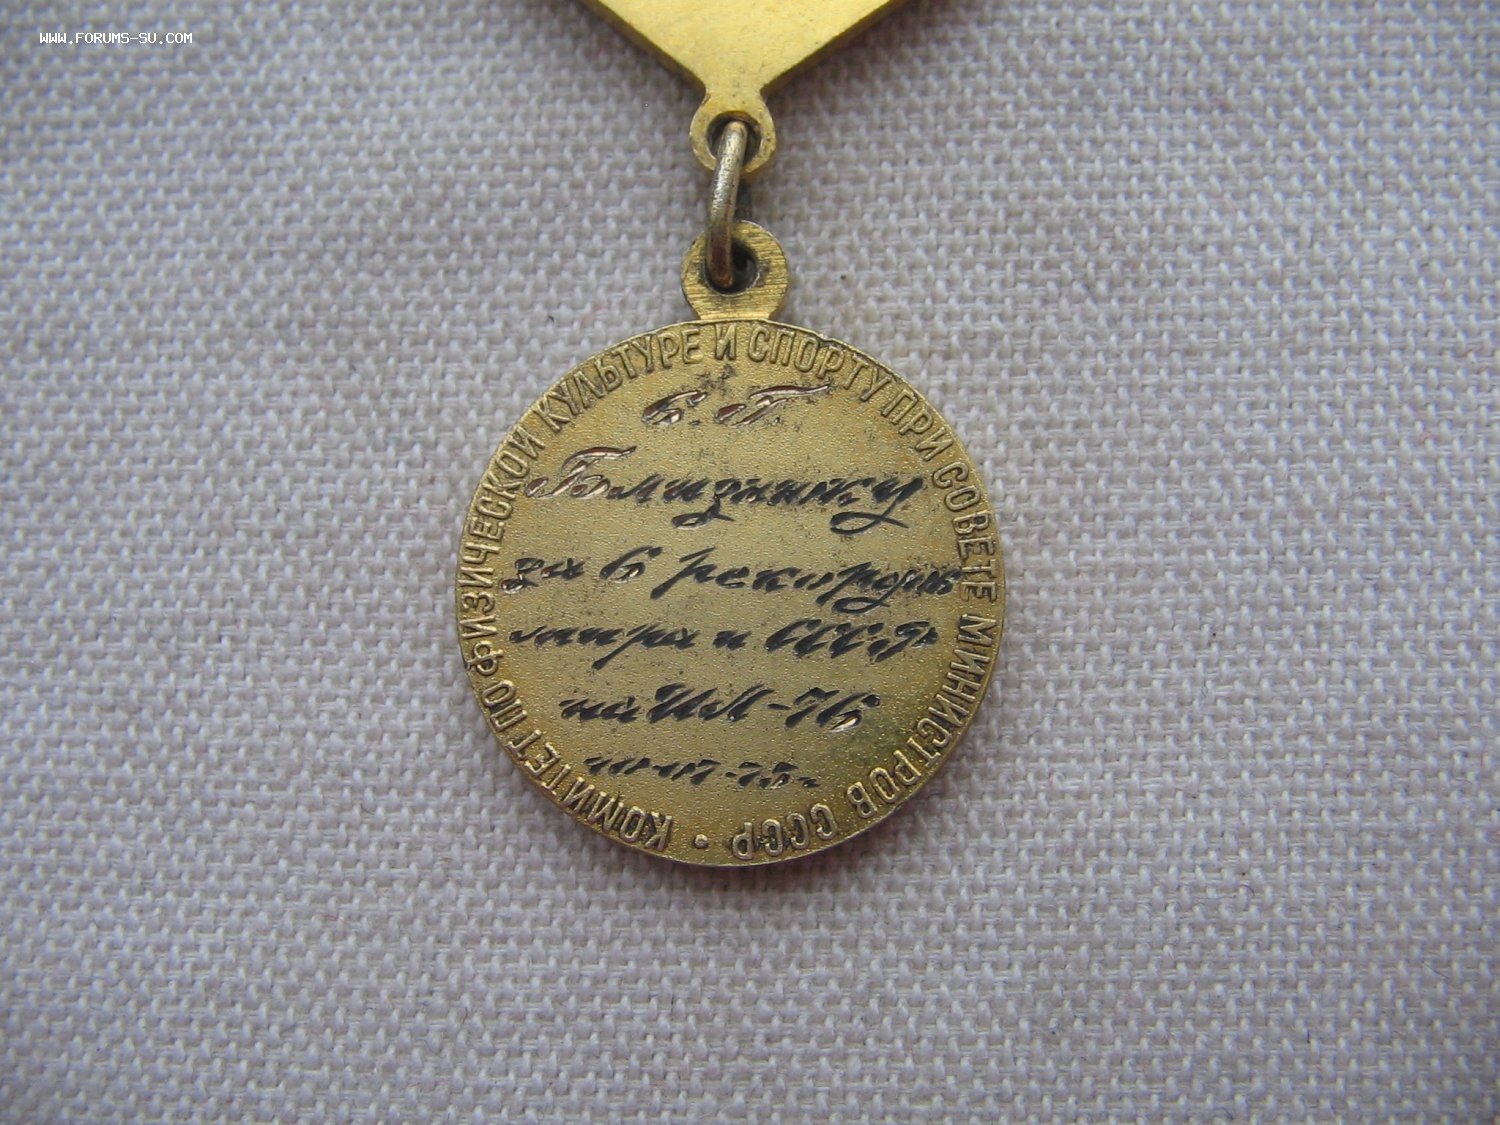 WWW.FORUMS-SU.COM
КОМИТЕТ ПО ФИЗИЧЕСКОЙ КУЛЬТУРЕ И СПОРТУ ПРИ СОВЕТЕ МИНИСТРОВ СССР •
Близнюку
за 6 рекордов
мира и СССР
на ИЛ-76